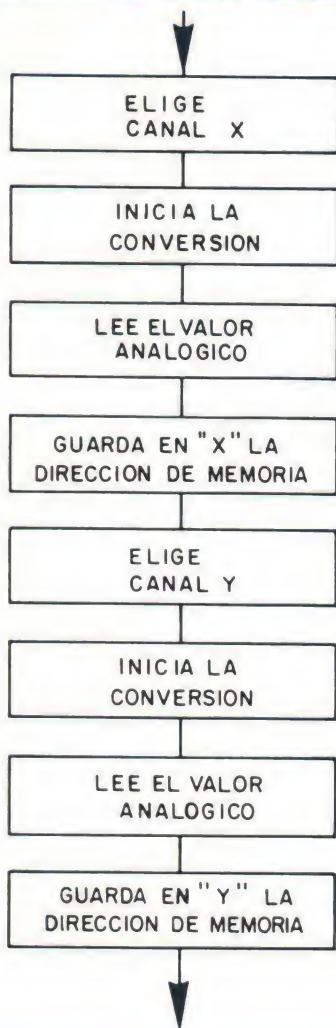 ELIGE
CANAL X
INICIA LA
CONVERSION
LEE EL VALOR
ANALOGICO
GUARDA EN "X" LA
DIRECCION DE MEMORIA
ELIGE
CANAL Y
INICIA LA
CONVERSION
LEE EL VALOR
ANALOGICO
GUARDA EN "Y" LA
DIRECCION DE MEMORIA